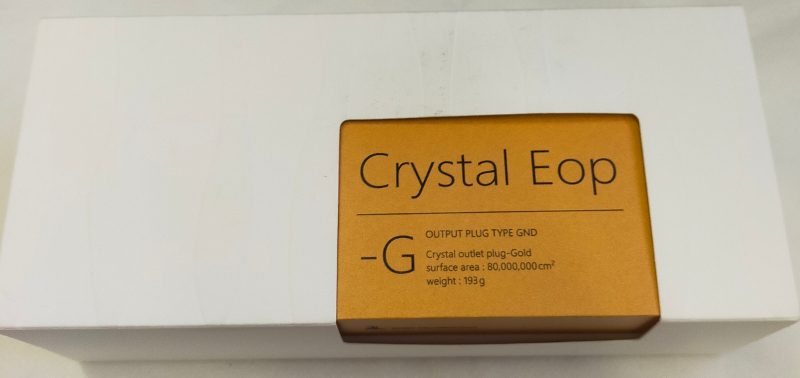 Crystal Eop
-G
OUTPUT PLUG TYPE GND
Crystal outlet plug-Gold
surface area : 80,000,000cm²
weight : 193g